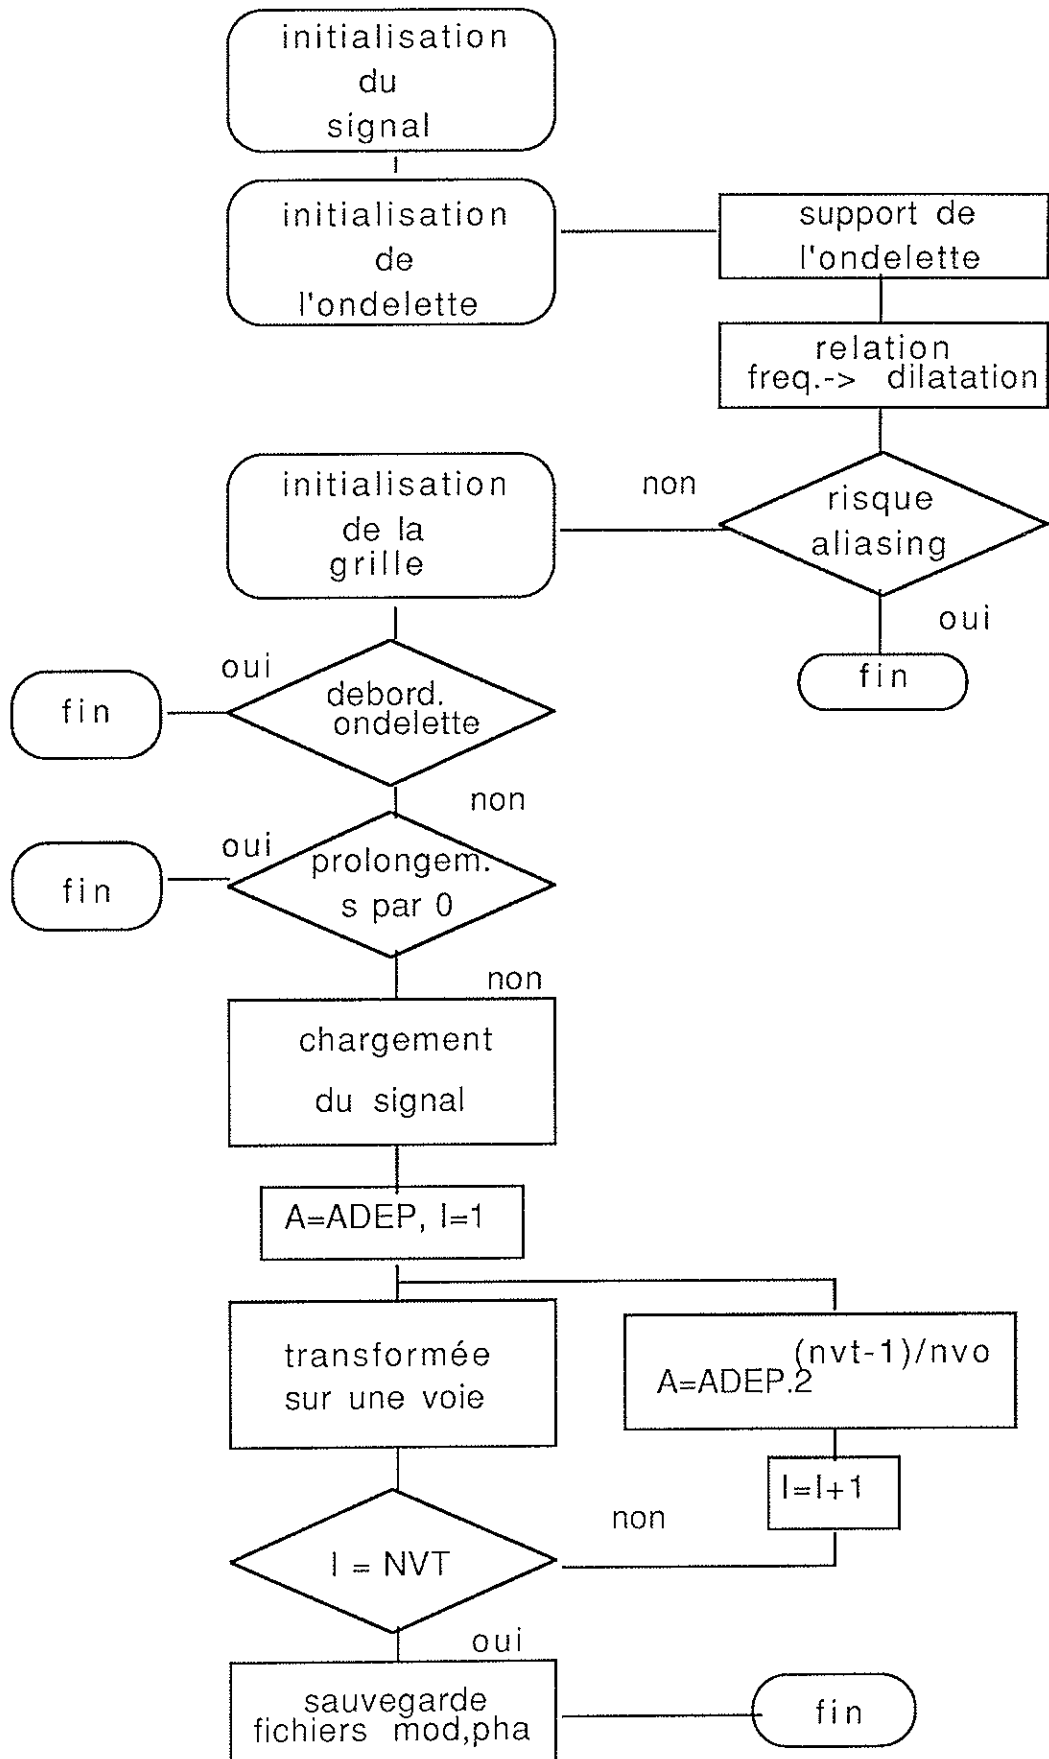 initialisation
du
signal
initialisation
de
l'ondelette
support de
l'ondelette
relation
freq.-> dilatation
risque
aliasing
non
oui
fin
initialisation
de la
grille
debord.
ondelette
oui
fin
non
prolongem.
s par 0
oui
fin
non
chargement
du signal
A=ADEP, I=1
transformée
sur une voie
(nvt-1)/nvo
A=ADEP.2
I=I+1
non
I = NVT
oui
sauvegarde
fichiers mod,pha
fin